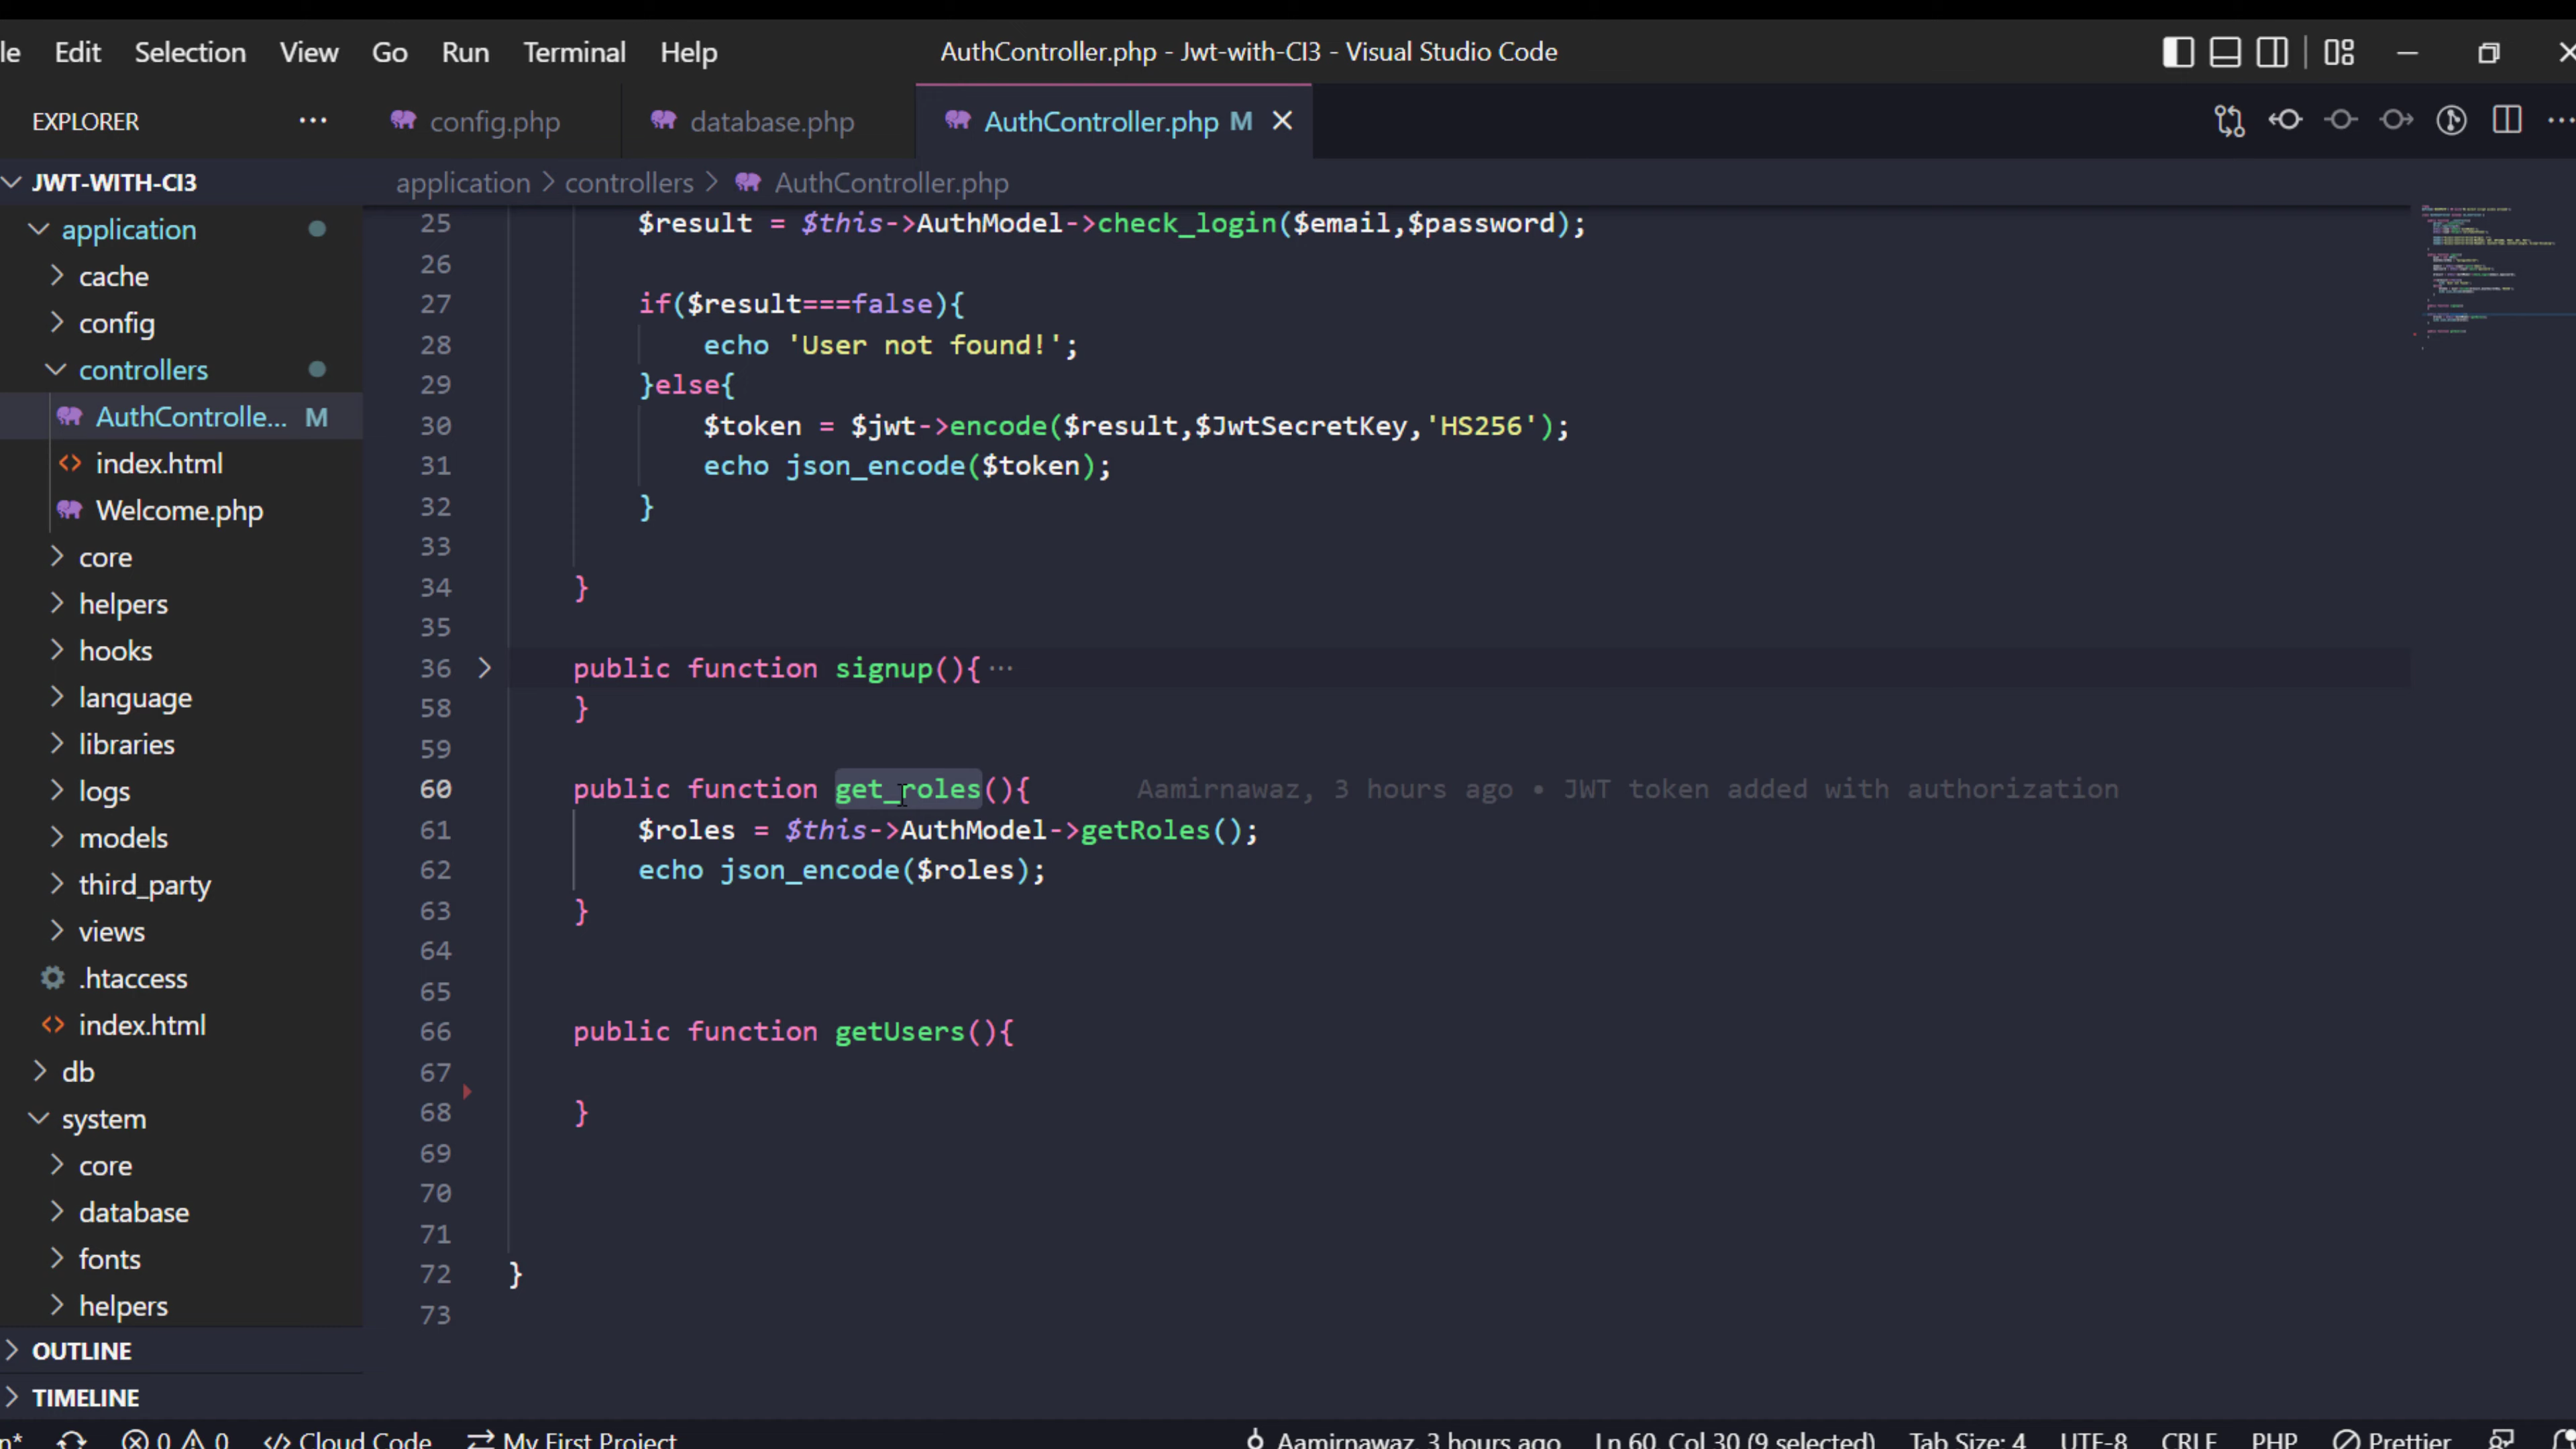 le Edit Selection View Go Run Terminal Help AuthController.php - Jwt-with-CI3 - Visual Studio Code
EXPLORER ··· config.php database.php AuthController.php M
JWT-WITH-CI3
application > controllers > AuthController.php
application
cache
config
controllers
AuthControlle... M
index.html
Welcome.php
core
helpers
hooks
language
libraries
logs
models
third_party
views
.htaccess
index.html
db
system
core
database
fonts
helpers
OUTLINE
TIMELINE
25 $result = $this->AuthModel->check_login($email,$password);
26
27 if($result===false){
28 echo 'User not found!';
29 }else{
30 $token = $jwt->encode($result,$JwtSecretKey,'HS256');
31 echo json_encode($token);
32 }
33
34 }
35
36 public function signup(){ ···
58 }
59
60 public function get_roles(){ Aamirnawaz, 3 hours ago • JWT token added with authorization
61 $roles = $this->AuthModel->getRoles();
62 echo json_encode($roles);
63 }
64
65
66 public function getUsers(){
67
68 }
69
70
71
72 }
73
n* 0 0 Cloud Code My First Project Aamirnawaz, 3 hours ago Ln 60, Col 30 (9 selected) Tab Size: 4 UTF-8 CRLF PHP Prettier